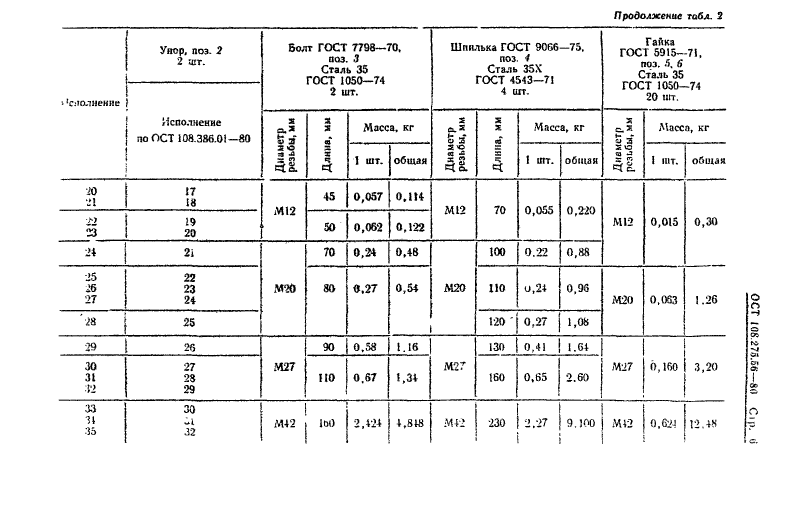 Продолжение табл. 2
Исполнение
Упор, поз. 2
2 шт.
Исполнение
по ОСТ 108.386.01—80
Болт ГОСТ 7798—70,
поз. 3
Сталь 35
ГОСТ 1050—74
2 шт.
Шпилька ГОСТ 9066—75,
поз. 4
Сталь 35Х
ГОСТ 4543—71
4 шт.
Гайка
ГОСТ 5915—71,
поз. 5, 6
Сталь 35
ГОСТ 1050—74
20 шт.
Диаметр резьбы, мм
Длина, мм
Масса, кг
1 шт. общая
Диаметр резьбы, мм
Длина, мм
Масса, кг
1 шт. общая
Диаметр резьбы, мм
Масса, кг
1 шт. общая
20 17
21 18
М12 45 0,057 0,114
М12 70 0,055 0,220
22 19
23 20
50 0,062 0,122
М12 0,015 0,30
24 21 70 0,24 0,48 100 0,22 0,88
25 22
26 23 М20 80 0,27 0,54 М20 110 0,24 0,96
27 24
М20 0,063 1,26
28 25 120 0,27 1,08
29 26 90 0,58 1,16 130 0,41 1,64
М27 М27 М27 0,160 3,20
30 27
31 28 110 0,67 1,34 160 0,65 2,60
32 29
33 30
34 31 М42 160 2,424 4,848 М42 230 2,27 9,100 М42 0,624 12,48
35 32
ОСТ 108.275.56—80 Стр. 6